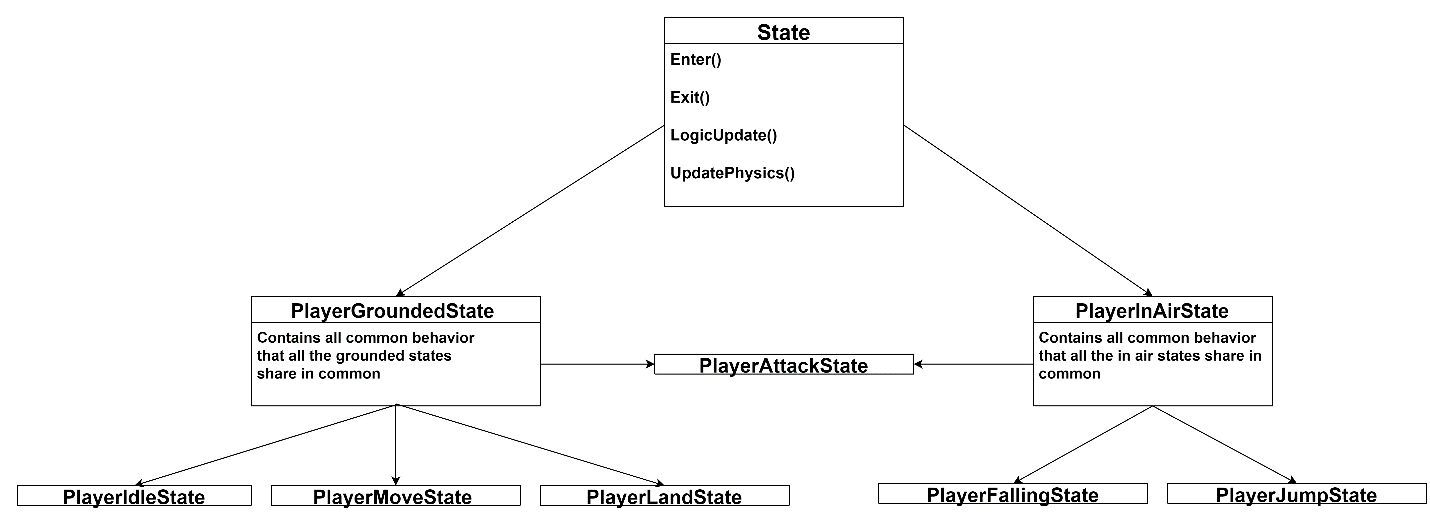 State
Enter()
Exit()
LogicUpdate()
UpdatePhysics()
PlayerGroundedState
Contains all common behavior
that all the grounded states
share in common
PlayerAttackState
PlayerInAirState
Contains all common behavior
that all the in air states share in
common
PlayerIdleState
PlayerMoveState
PlayerLandState
PlayerFallingState
PlayerJumpState